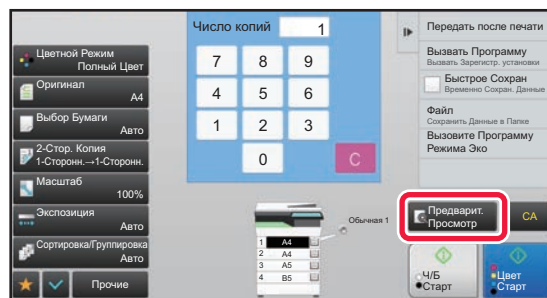 Число копий 1
7 8 9
4 5 6
1 2 3
0 C
Цветной Режим
Полный Цвет
Оригинал
A4
Выбор Бумаги
Авто
2-Стор. Копия
1-Сторонн.→1-Сторонн.
Масштаб
100%
Экспозиция
Авто
Сортировка/Группировка
Авто
Прочие
Обычная 1
1 A4
2 A4
3 A5
4 B5
Передать после печати
Вызвать Программу
Вызвать Зарегистр. установки
Быстрое Сохран
Временно Сохран. Данные
Файл
Сохранить Данные в Папке
Вызовите Программу
Режима Эко
Предварит.
Просмотр
CA
Ч/Б
Старт
Цвет
Старт